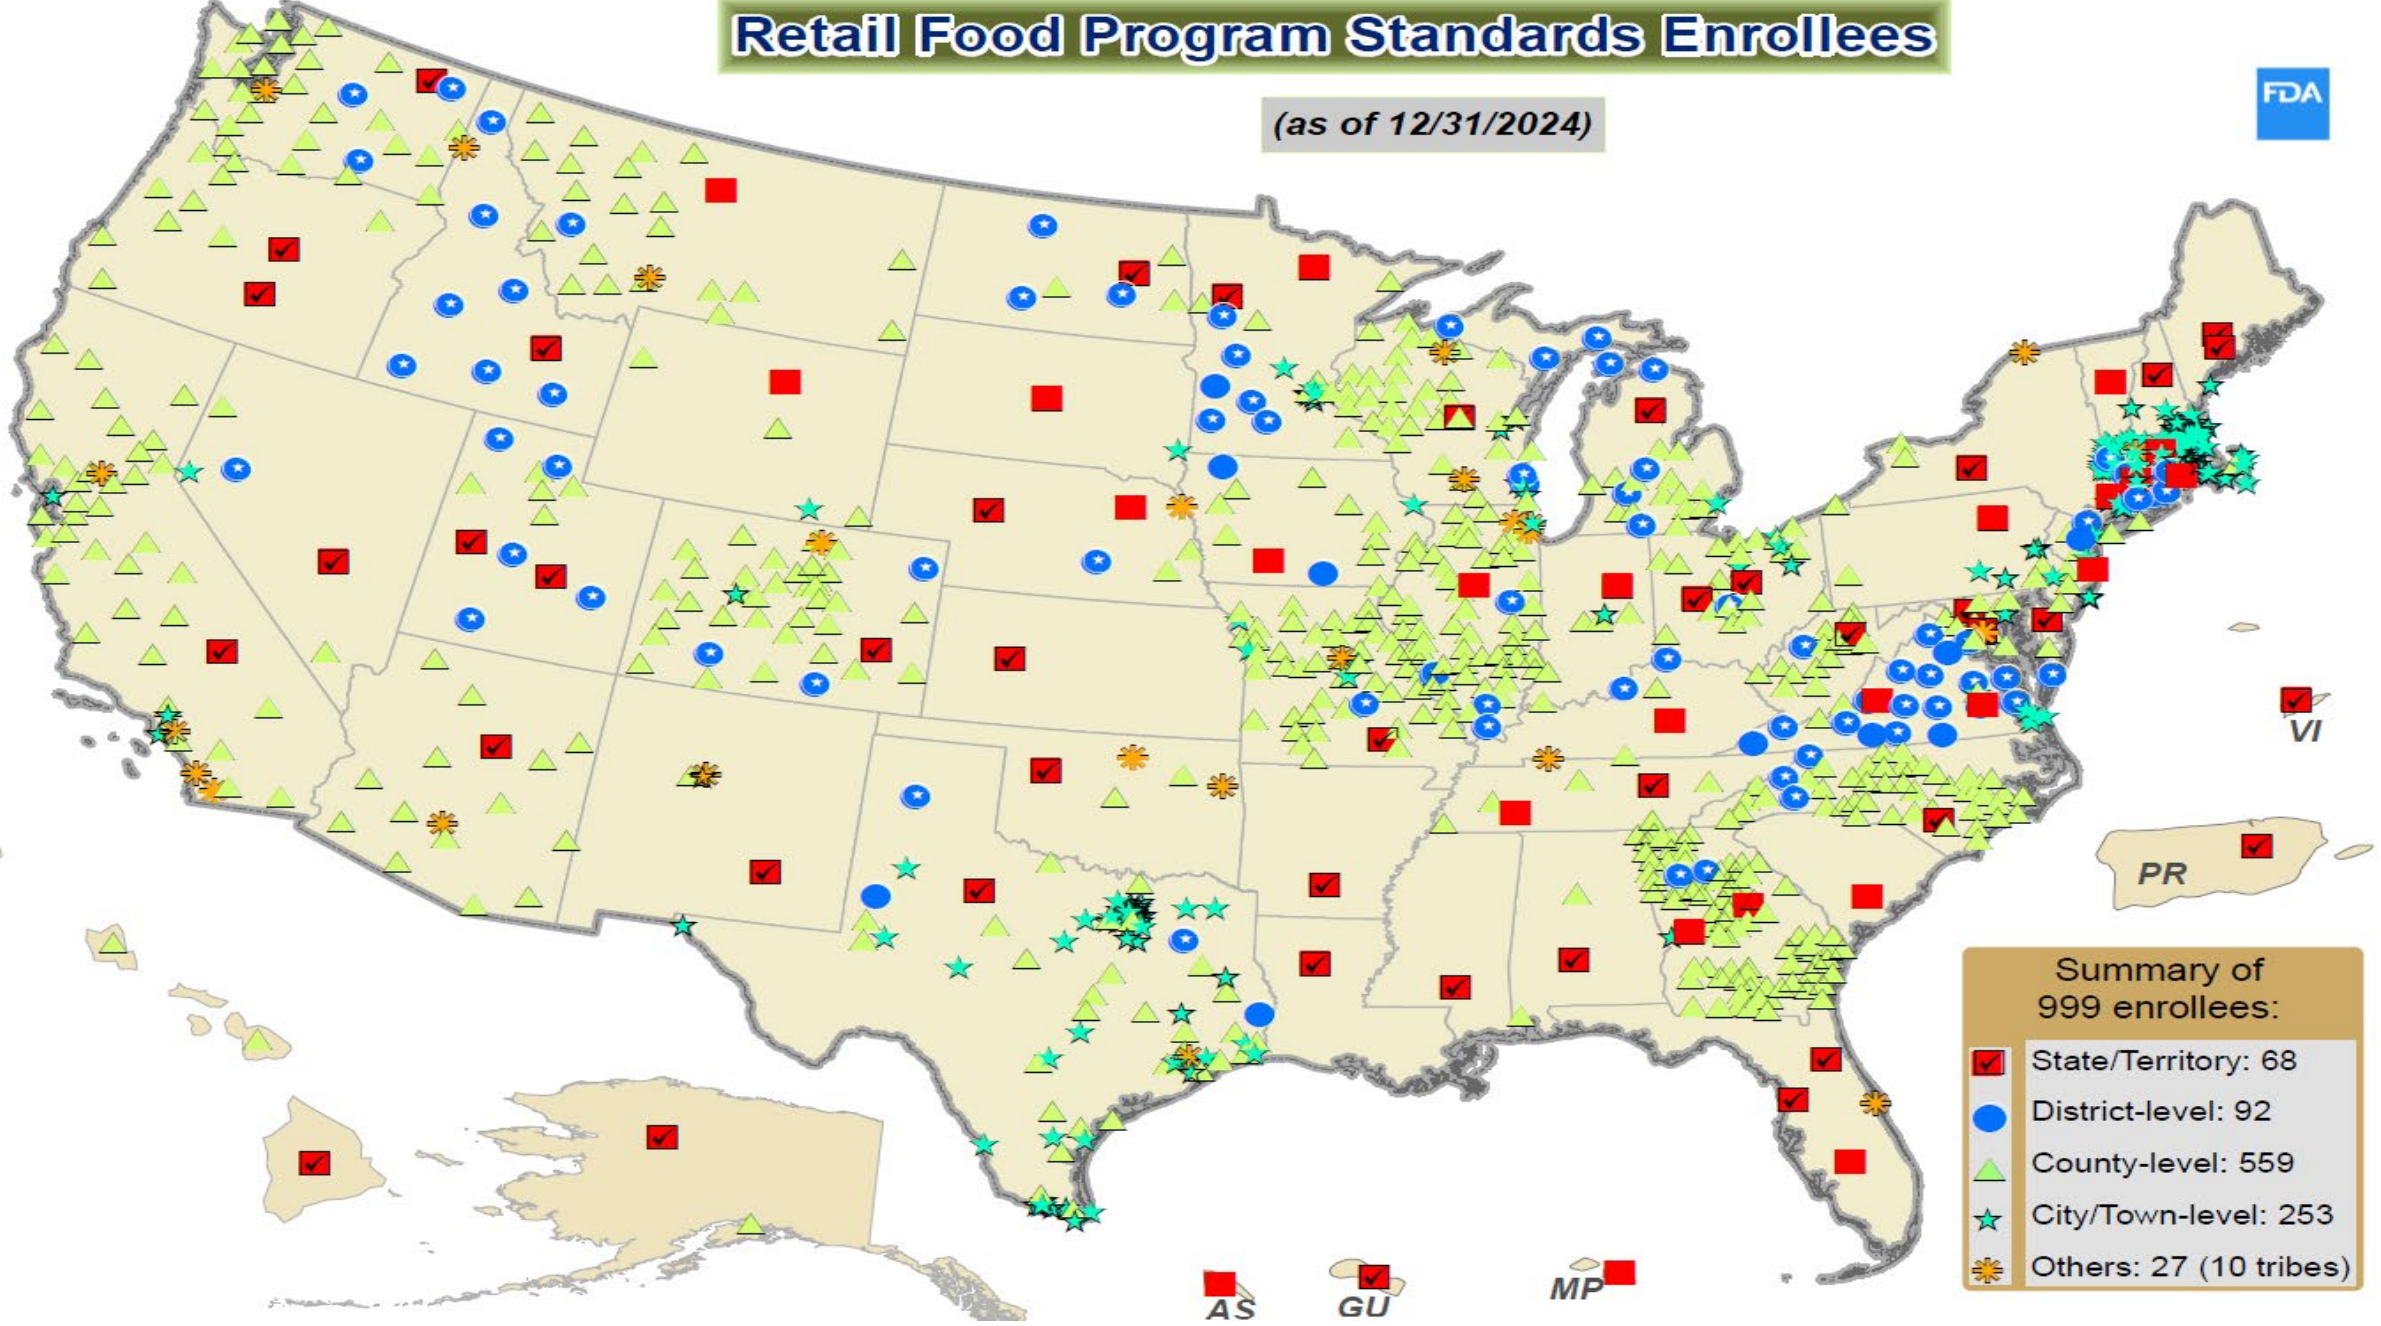 Retail Food Program Standards Enrollees
(as of 12/31/2024)
FDA
VI
PR
Summary of
999 enrollees:
State/Territory: 68
District-level: 92
County-level: 559
City/Town-level: 253
Others: 27 (10 tribes)
AS
GU
MP